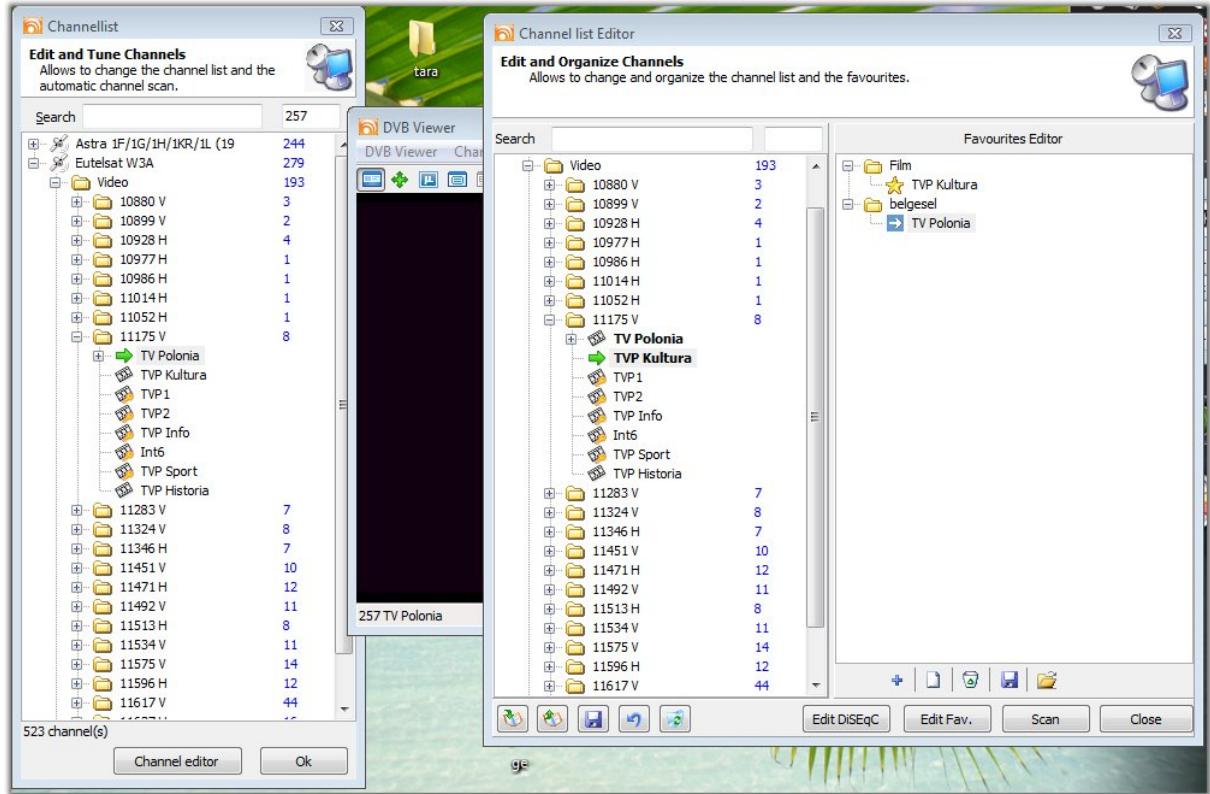 Channellist
Edit and Tune Channels
Allows to change the channel list and the
automatic channel scan.
Search 257
Astra 1F/1G/1H/1KR/1L (19 244
Eutelsat W3A 279
Video 193
10880 V 3
10899 V 2
10928 H 4
10977 H 1
10986 H 1
11014 H 1
11052 H 1
11175 V 8
TV Polonia
TVP Kultura
TVP1
TVP2
TVP Info
Int6
TVP Sport
TVP Historia
11283 V 7
11324 V 8
11346 H 7
11451 V 10
11471 H 12
11492 V 11
11513 H 8
11534 V 11
11575 V 14
11596 H 12
11617 V 44
523 channel(s)
Channel editor Ok
tara
DVB Viewer
DVB Viewer Char
257 TV Polonia
ge
Channel list Editor
Edit and Organize Channels
Allows to change and organize the channel list and the favourites.
Search
Video 193
10880 V 3
10899 V 2
10928 H 4
10977 H 1
10986 H 1
11014 H 1
11052 H 1
11175 V 8
TV Polonia
TVP Kultura
TVP1
TVP2
TVP Info
Int6
TVP Sport
TVP Historia
11283 V 7
11324 V 8
11346 H 7
11451 V 10
11471 H 12
11492 V 11
11513 H 8
11534 V 11
11575 V 14
11596 H 12
11617 V 44
Favourites Editor
Film
TVP Kultura
belgesel
TV Polonia
Edit DiSEqC Edit Fav. Scan Close